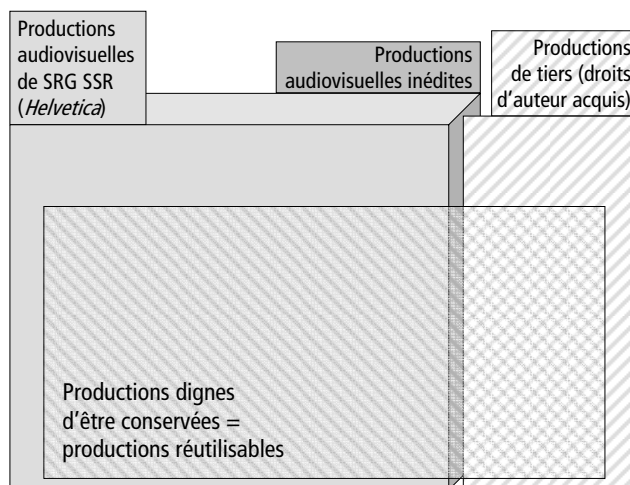 Productions
audiovisuelles
de SRG SSR
(Helvetica)
Productions
audiovisuelles inédites
Productions
de tiers (droits
d'auteur acquis)
Productions dignes
d'être conservées =
productions réutilisables